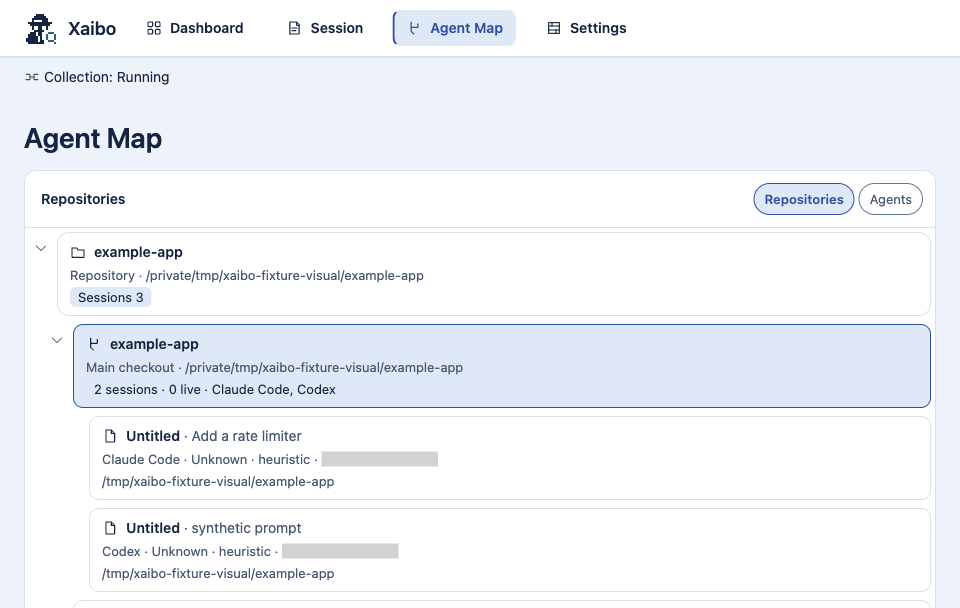 Xaibo
Dashboard
Session
Agent Map
Settings
Collection: Running
Agent Map
Repositories
Repositories
Agents
example-app
Repository · /private/tmp/xaibo-fixture-visual/example-app
Sessions 3
example-app
Main checkout · /private/tmp/xaibo-fixture-visual/example-app
2 sessions · 0 live · Claude Code, Codex
Untitled · Add a rate limiter
Claude Code · Unknown · heuristic ·
/tmp/xaibo-fixture-visual/example-app
Untitled · synthetic prompt
Codex · Unknown · heuristic ·
/tmp/xaibo-fixture-visual/example-app